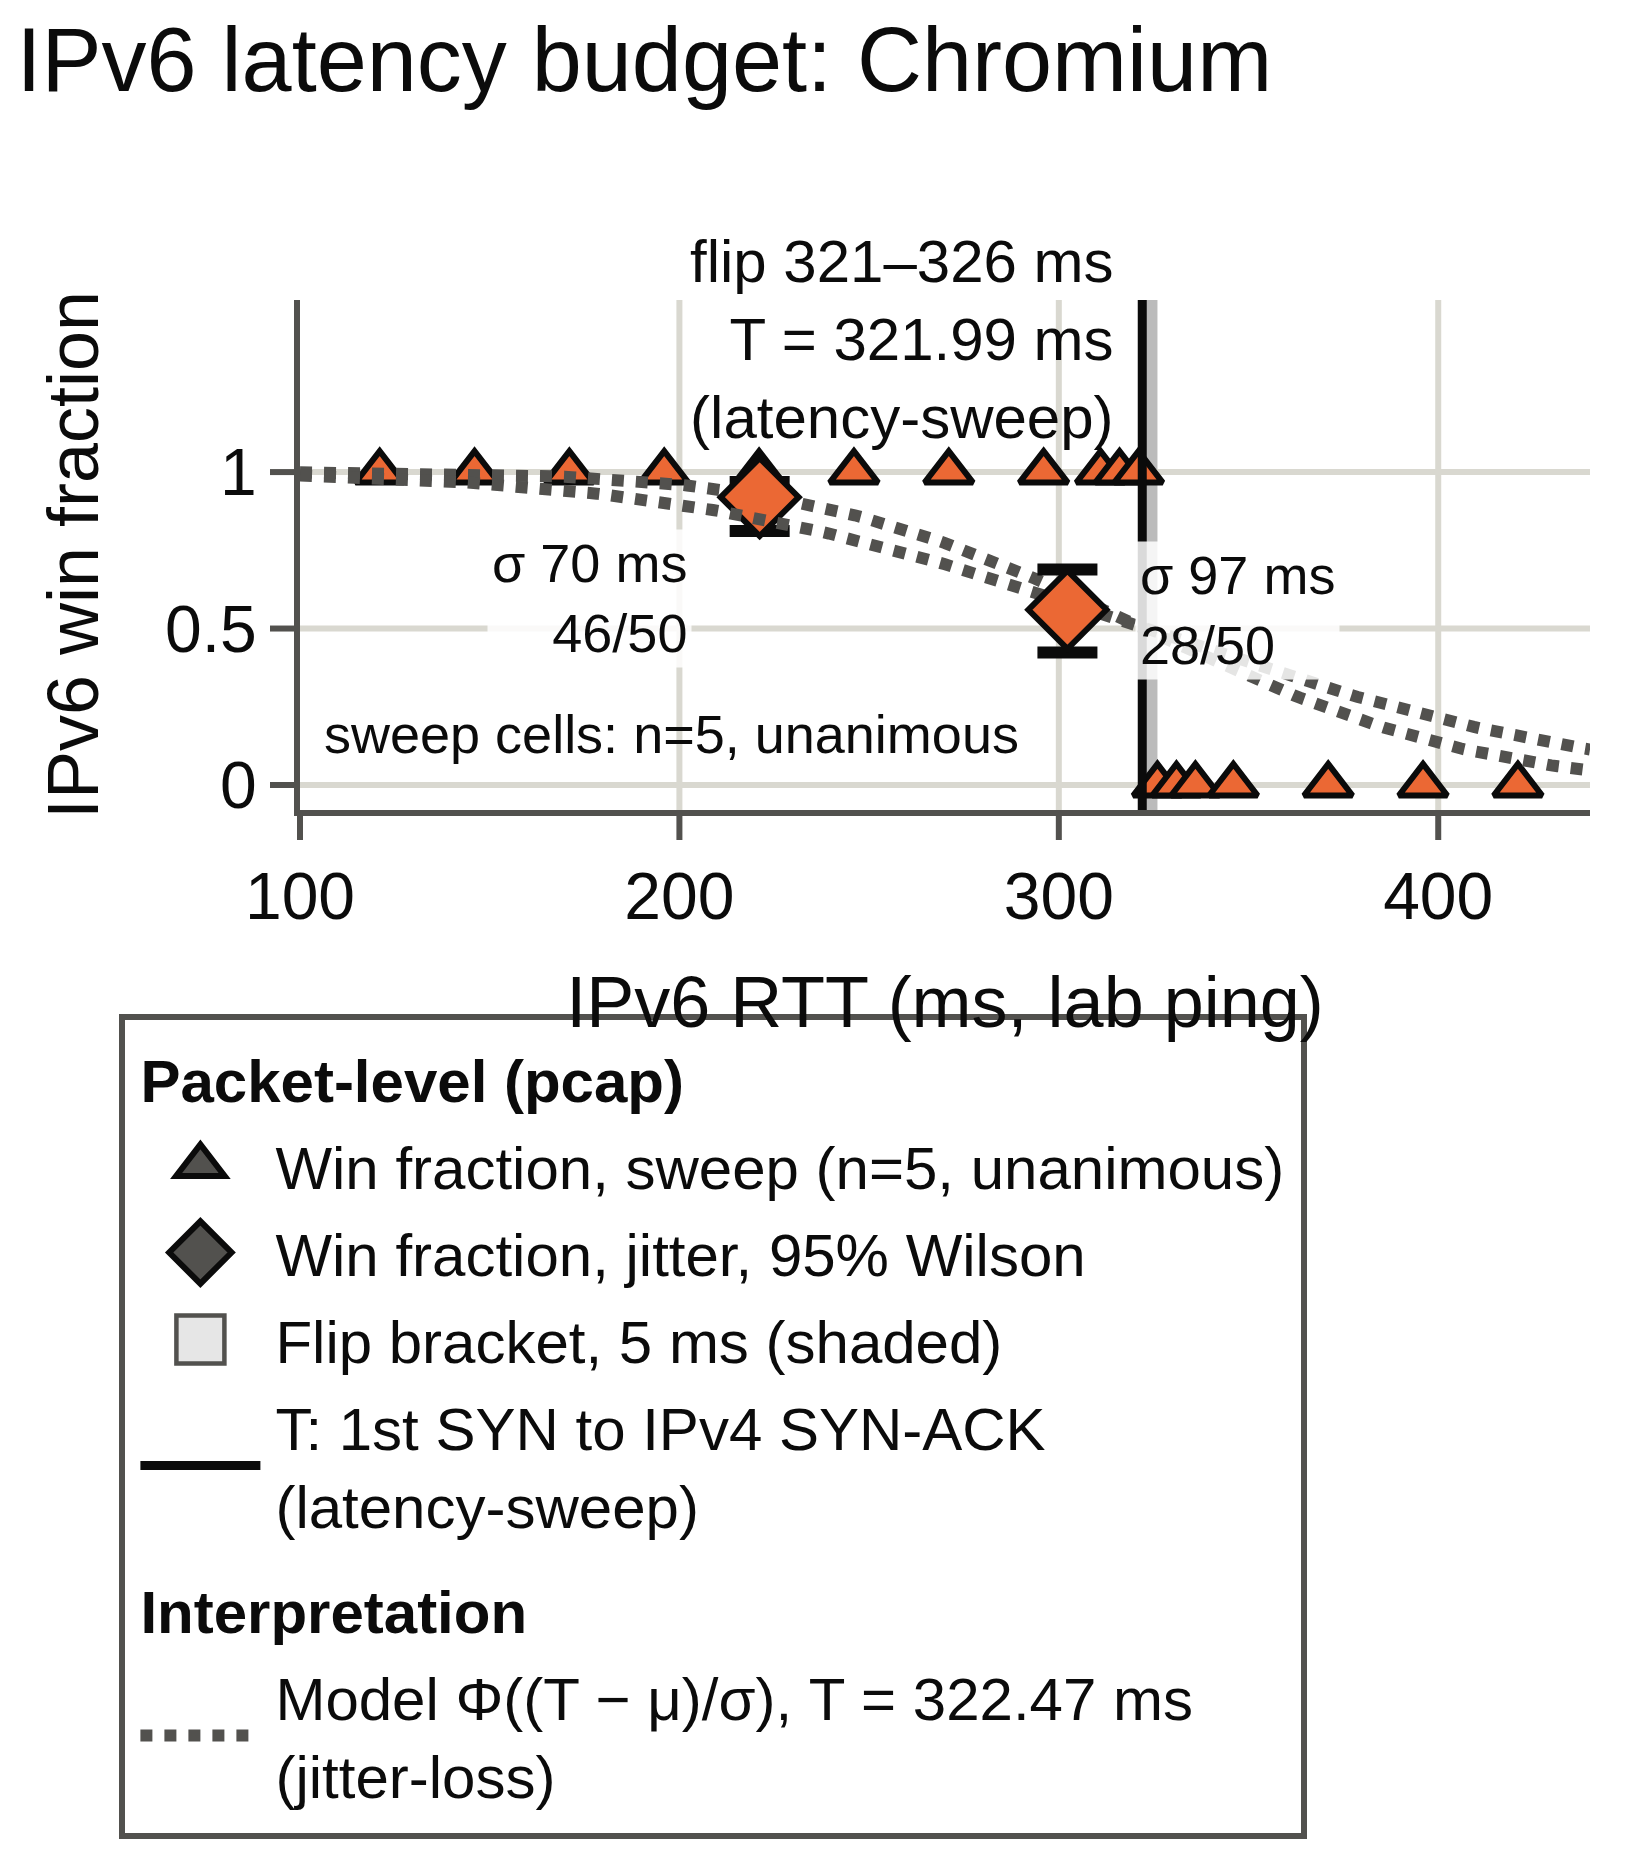 IPv6 latency budget: Chromium
flip 321–326 ms
T = 321.99 ms
(latency-sweep)
IPv6 win fraction
1
0.5
0
σ 70 ms
46/50
σ 97 ms
28/50
sweep cells: n=5, unanimous
100 200 300 400
IPv6 RTT (ms, lab ping)
Packet-level (pcap)
Win fraction, sweep (n=5, unanimous)
Win fraction, jitter, 95% Wilson
Flip bracket, 5 ms (shaded)
T: 1st SYN to IPv4 SYN-ACK
(latency-sweep)
Interpretation
Model Φ((T − μ)/σ), T = 322.47 ms
(jitter-loss)